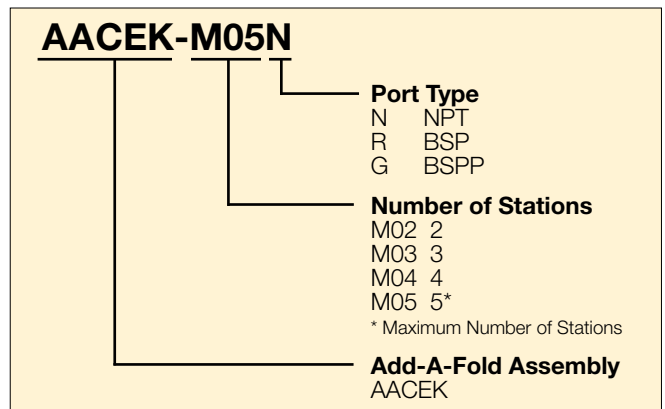 AACEK-M05N
Port Type
N NPT
R BSP
G BSPP
Number of Stations
M02 2
M03 3
M04 4
M05 5*
* Maximum Number of Stations
Add-A-Fold Assembly
AACEK